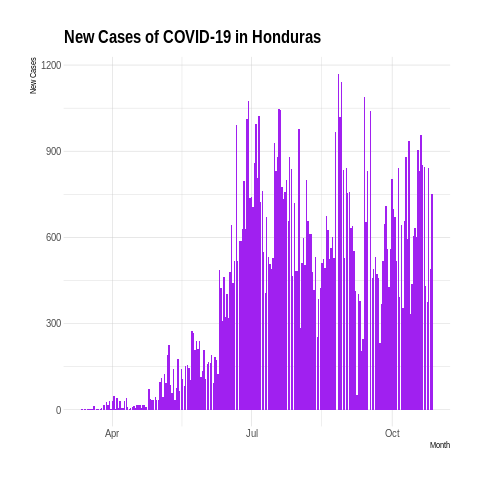 New Cases of COVID-19 in Honduras
New Cases
1200
900
600
300
0
Apr Jul Oct
Month